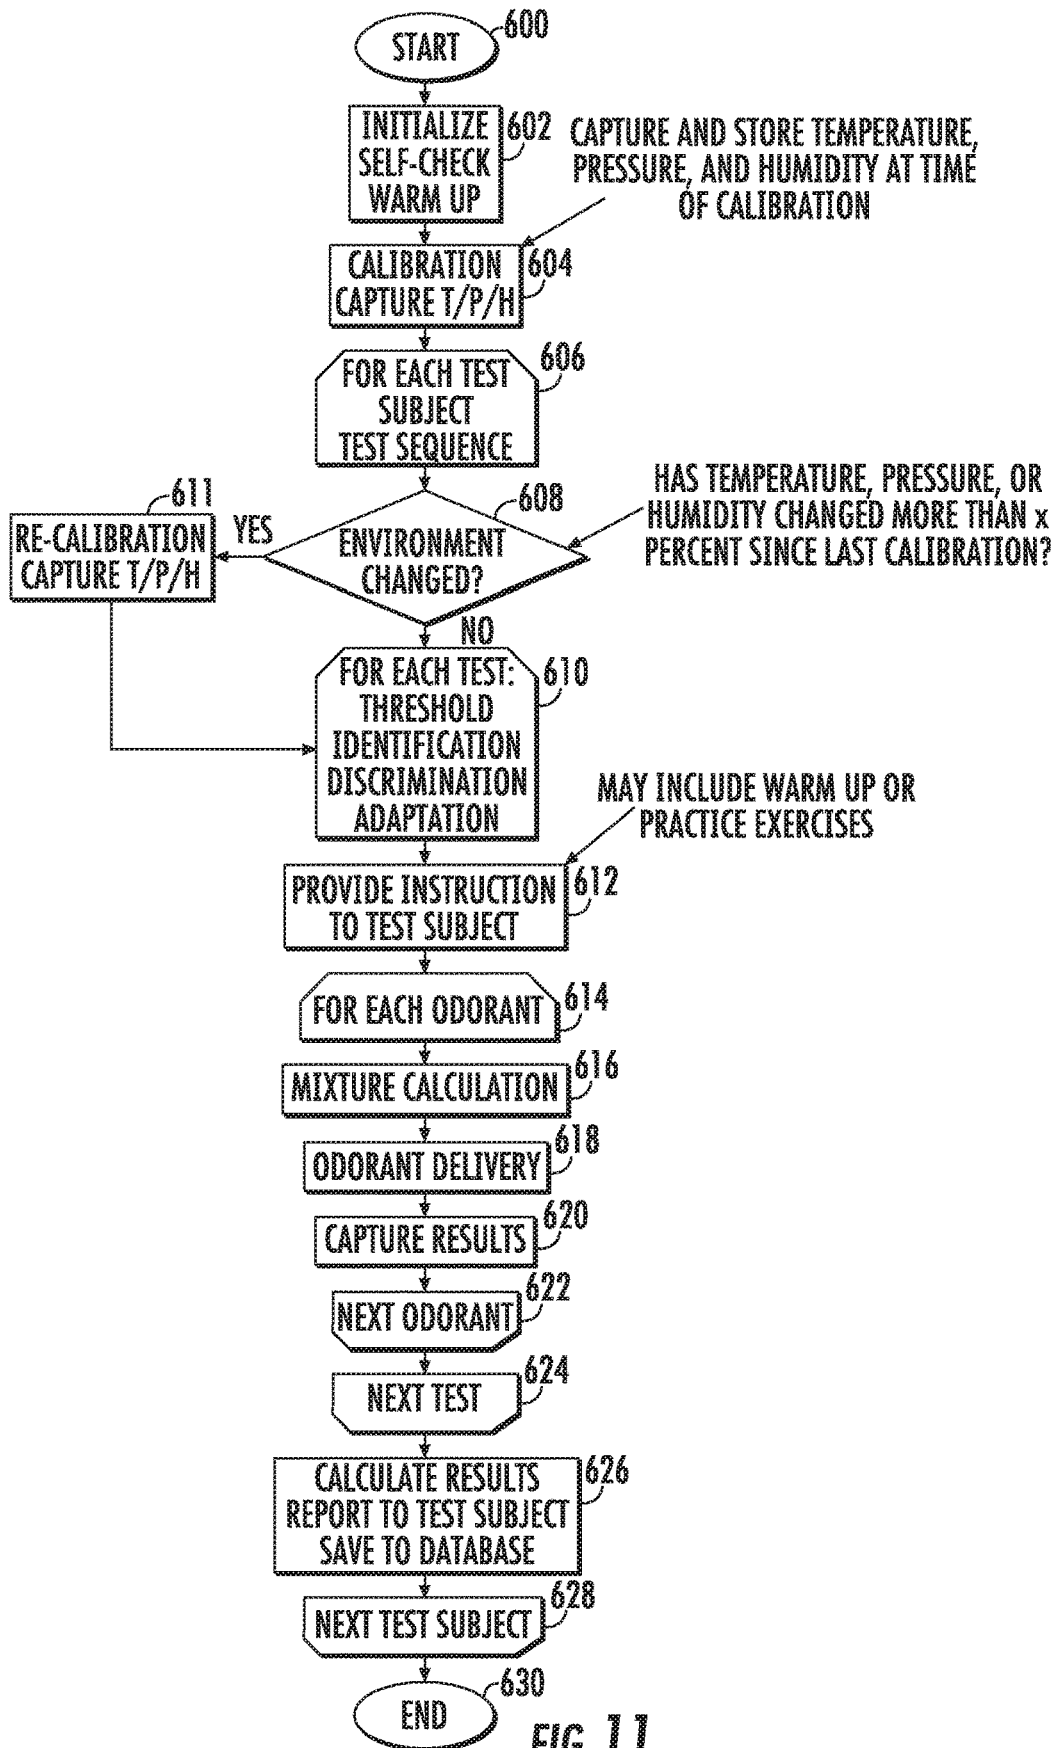 START
600
INITIALIZE
SELF-CHECK
WARM UP
602
CAPTURE AND STORE TEMPERATURE,
PRESSURE, AND HUMIDITY AT TIME
OF CALIBRATION
CALIBRATION
CAPTURE T/P/H
604
FOR EACH TEST
SUBJECT
TEST SEQUENCE
606
HAS TEMPERATURE, PRESSURE, OR
HUMIDITY CHANGED MORE THAN x
PERCENT SINCE LAST CALIBRATION?
608
ENVIRONMENT
CHANGED?
YES
611
RE-CALIBRATION
CAPTURE T/P/H
NO
FOR EACH TEST:
THRESHOLD
IDENTIFICATION
DISCRIMINATION
ADAPTATION
610
MAY INCLUDE WARM UP OR
PRACTICE EXERCISES
PROVIDE INSTRUCTION
TO TEST SUBJECT
612
FOR EACH ODORANT
614
MIXTURE CALCULATION
616
ODORANT DELIVERY
618
CAPTURE RESULTS
620
NEXT ODORANT
622
NEXT TEST
624
CALCULATE RESULTS
REPORT TO TEST SUBJECT
SAVE TO DATABASE
626
NEXT TEST SUBJECT
628
END
630
FIG. 11